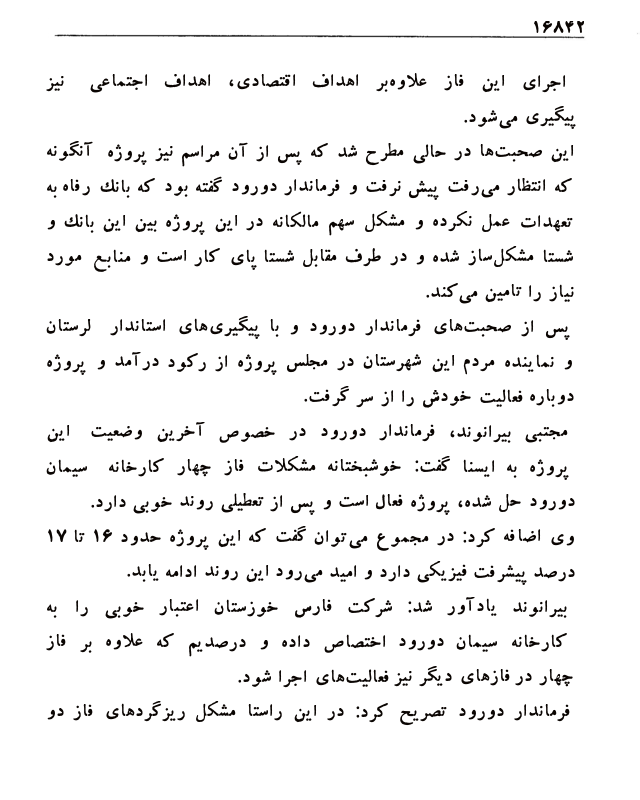 ۱۶۸۴۲
اجرای این فاز علاوه‌بر اهداف اقتصادی، اهداف اجتماعی نیز
پیگیری می‌شود.
این صحبت‌ها در حالی مطرح شد که پس از آن مراسم نیز پروژه آنگونه
که انتظار می‌رفت پیش نرفت و فرماندار دورود گفته بود که بانك رفاه به
تعهدات عمل نکرده و مشکل سهم مالکانه در این پروژه بین این بانك و
شستا مشکل‌ساز شده و در طرف مقابل شستا پای کار است و منابع مورد
نیاز را تامین می‌کند.
پس از صحبت‌های فرماندار دورود و با پیگیری‌های استاندار لرستان
و نماینده مردم این شهرستان در مجلس پروژه از رکود درآمد و پروژه
دوباره فعالیت خودش را از سر گرفت.
مجتبی بیرانوند، فرماندار دورود در خصوص آخرین وضعیت این
پروژه به ایسنا گفت: خوشبختانه مشکلات فاز چهار کارخانه سیمان
دورود حل شده، پروژه فعال است و پس از تعطیلی روند خوبی دارد.
وی اضافه کرد: در مجموع می‌توان گفت که این پروژه حدود ۱۶ تا ۱۷
درصد پیشرفت فیزیکی دارد و امید می‌رود این روند ادامه یابد.
بیرانوند یادآور شد: شرکت فارس خوزستان اعتبار خوبی را به
کارخانه سیمان دورود اختصاص داده و درصدیم که علاوه بر فاز
چهار در فازهای دیگر نیز فعالیت‌های اجرا شود.
فرماندار دورود تصریح کرد: در این راستا مشکل ریزگردهای فاز دو